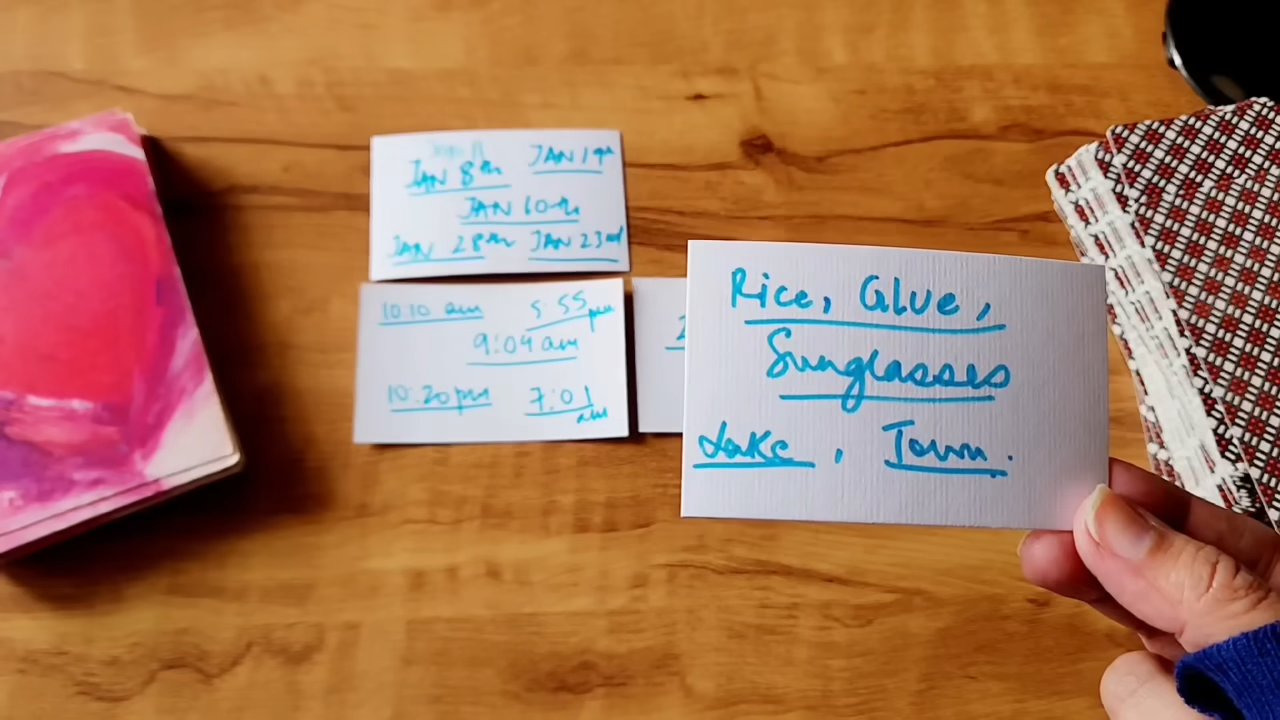 JAN 8th JAN 19th
JAN 10th
JAN 28th JAN 23rd
10.10 am 5.55 pm
9:04 am
10.20 pm 7:01 am
Rice, Glue,
Sunglasses
Lake, Town.